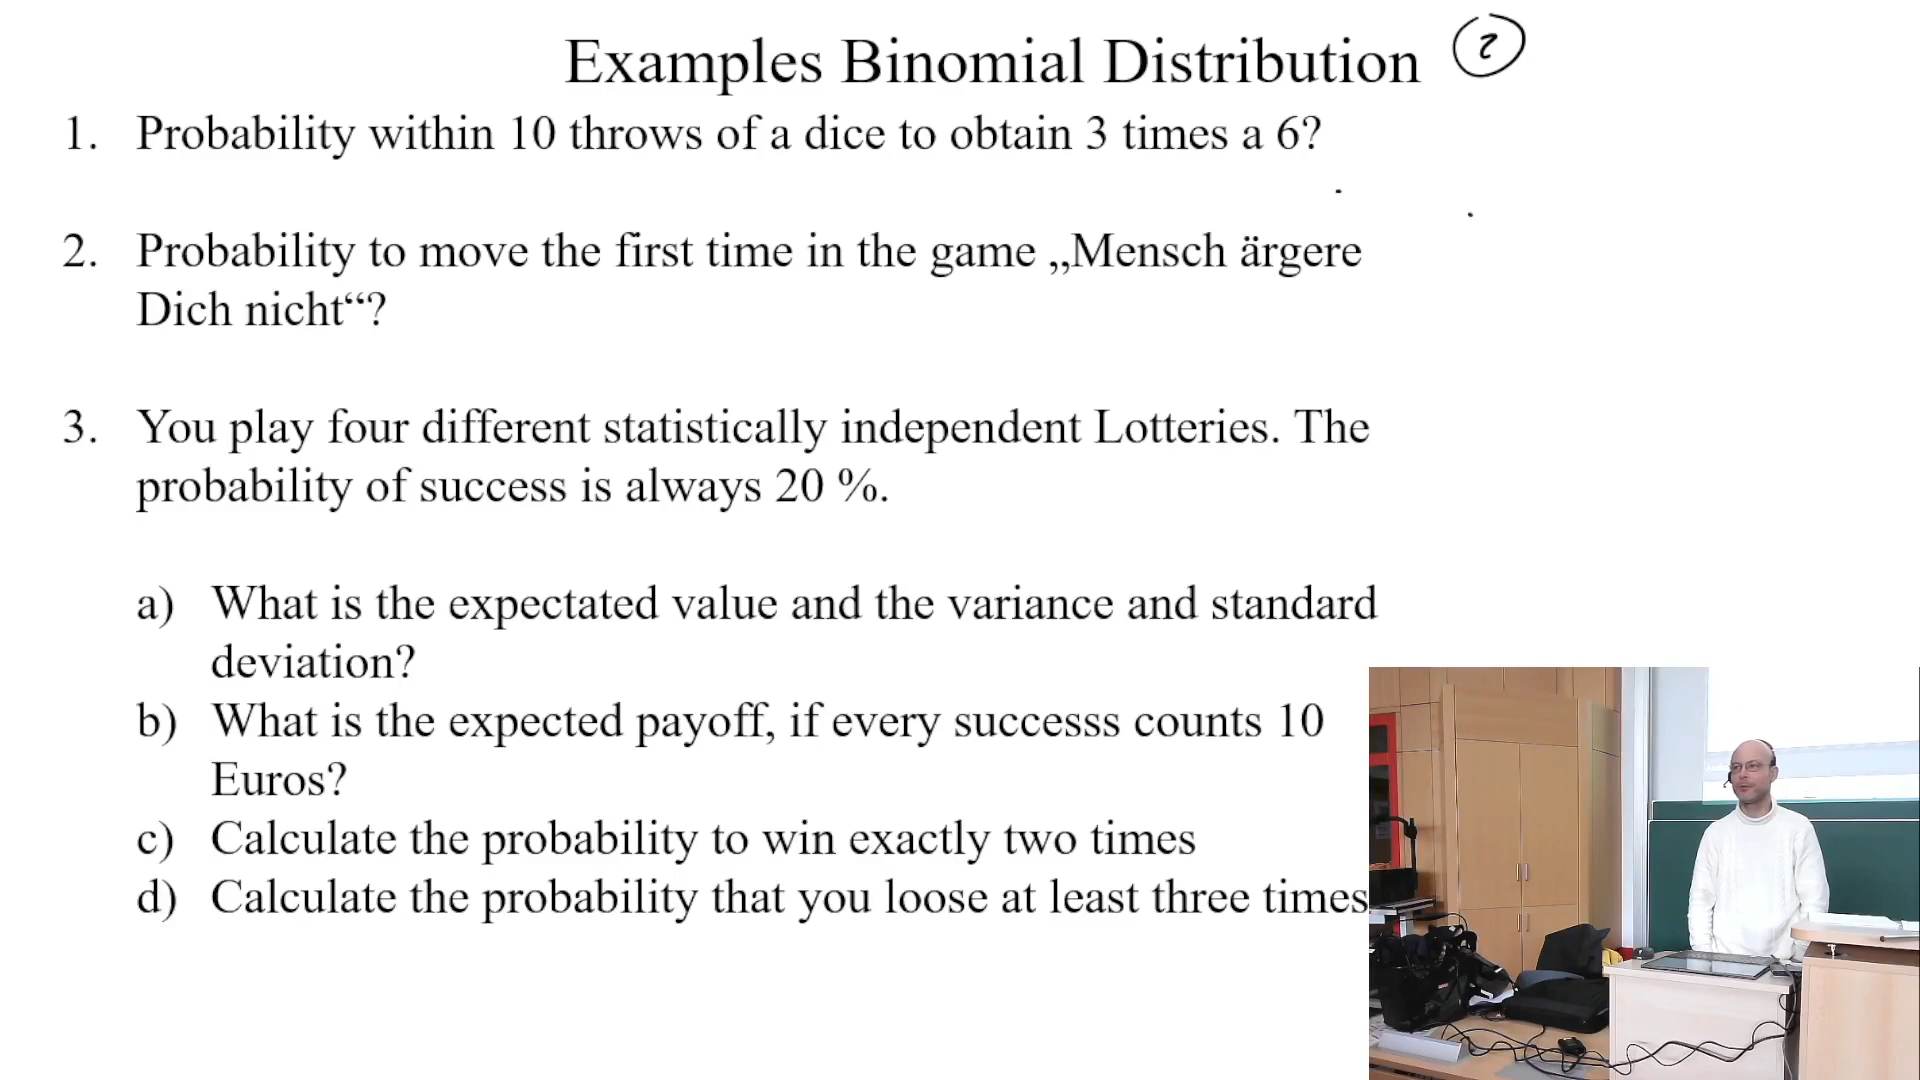 Examples Binomial Distribution 2
1. Probability within 10 throws of a dice to obtain 3 times a 6?
2. Probability to move the first time in the game „Mensch ärgere
Dich nicht“?
3. You play four different statistically independent Lotteries. The
probability of success is always 20 %.
a) What is the expectated value and the variance and standard
deviation?
b) What is the expected payoff, if every successs counts 10
Euros?
c) Calculate the probability to win exactly two times
d) Calculate the probability that you loose at least three times